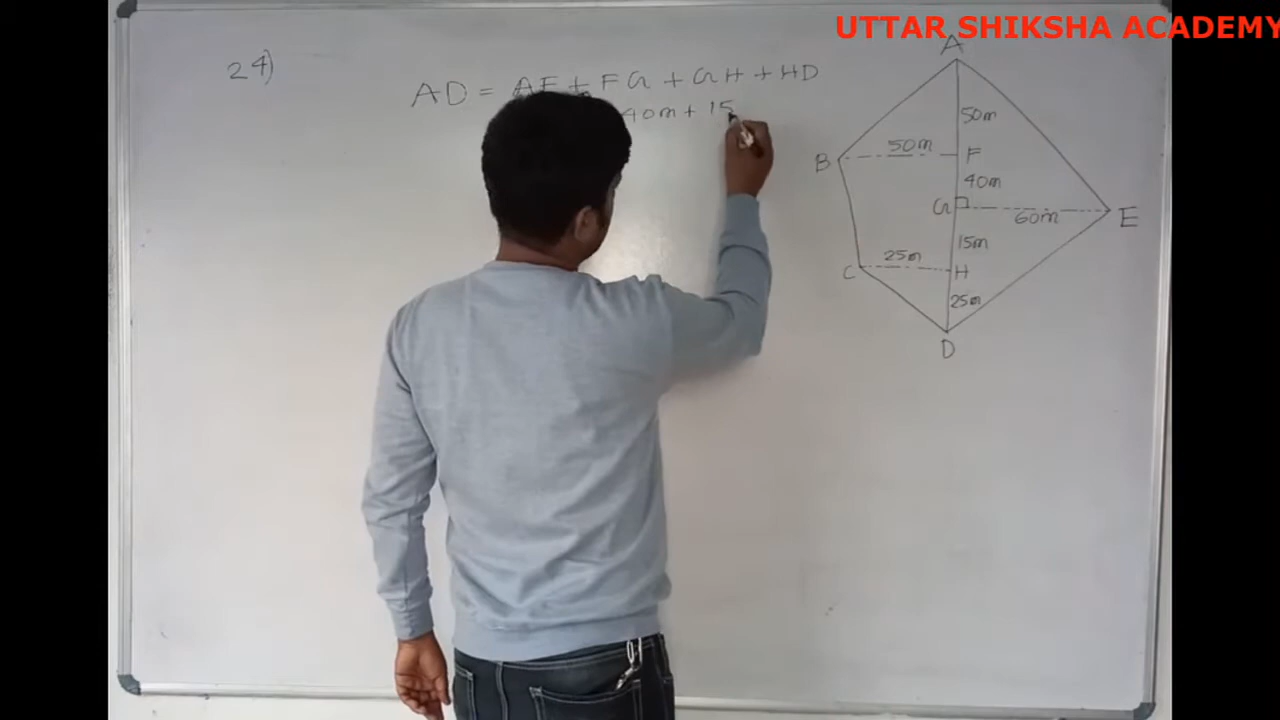 UTTAR SHIKSHA ACADEMY
24)
AD = AF + FG + GH + HD
40m + 15
A
50m
50m
B
F
40m
G
60m
E
15m
25m
C
H
25m
D